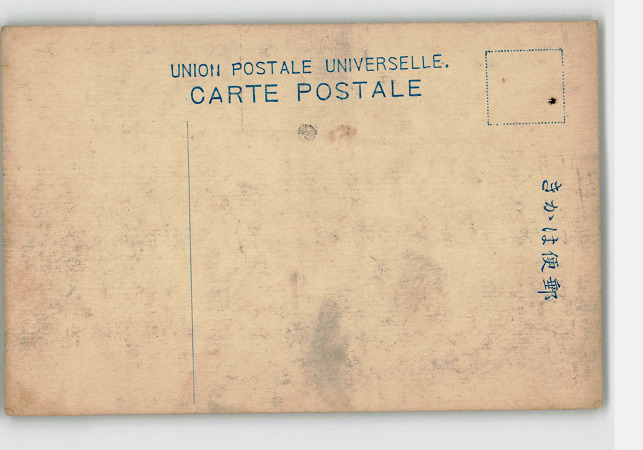 UNION POSTALE UNIVERSELLE.
CARTE POSTALE
郵便はかき